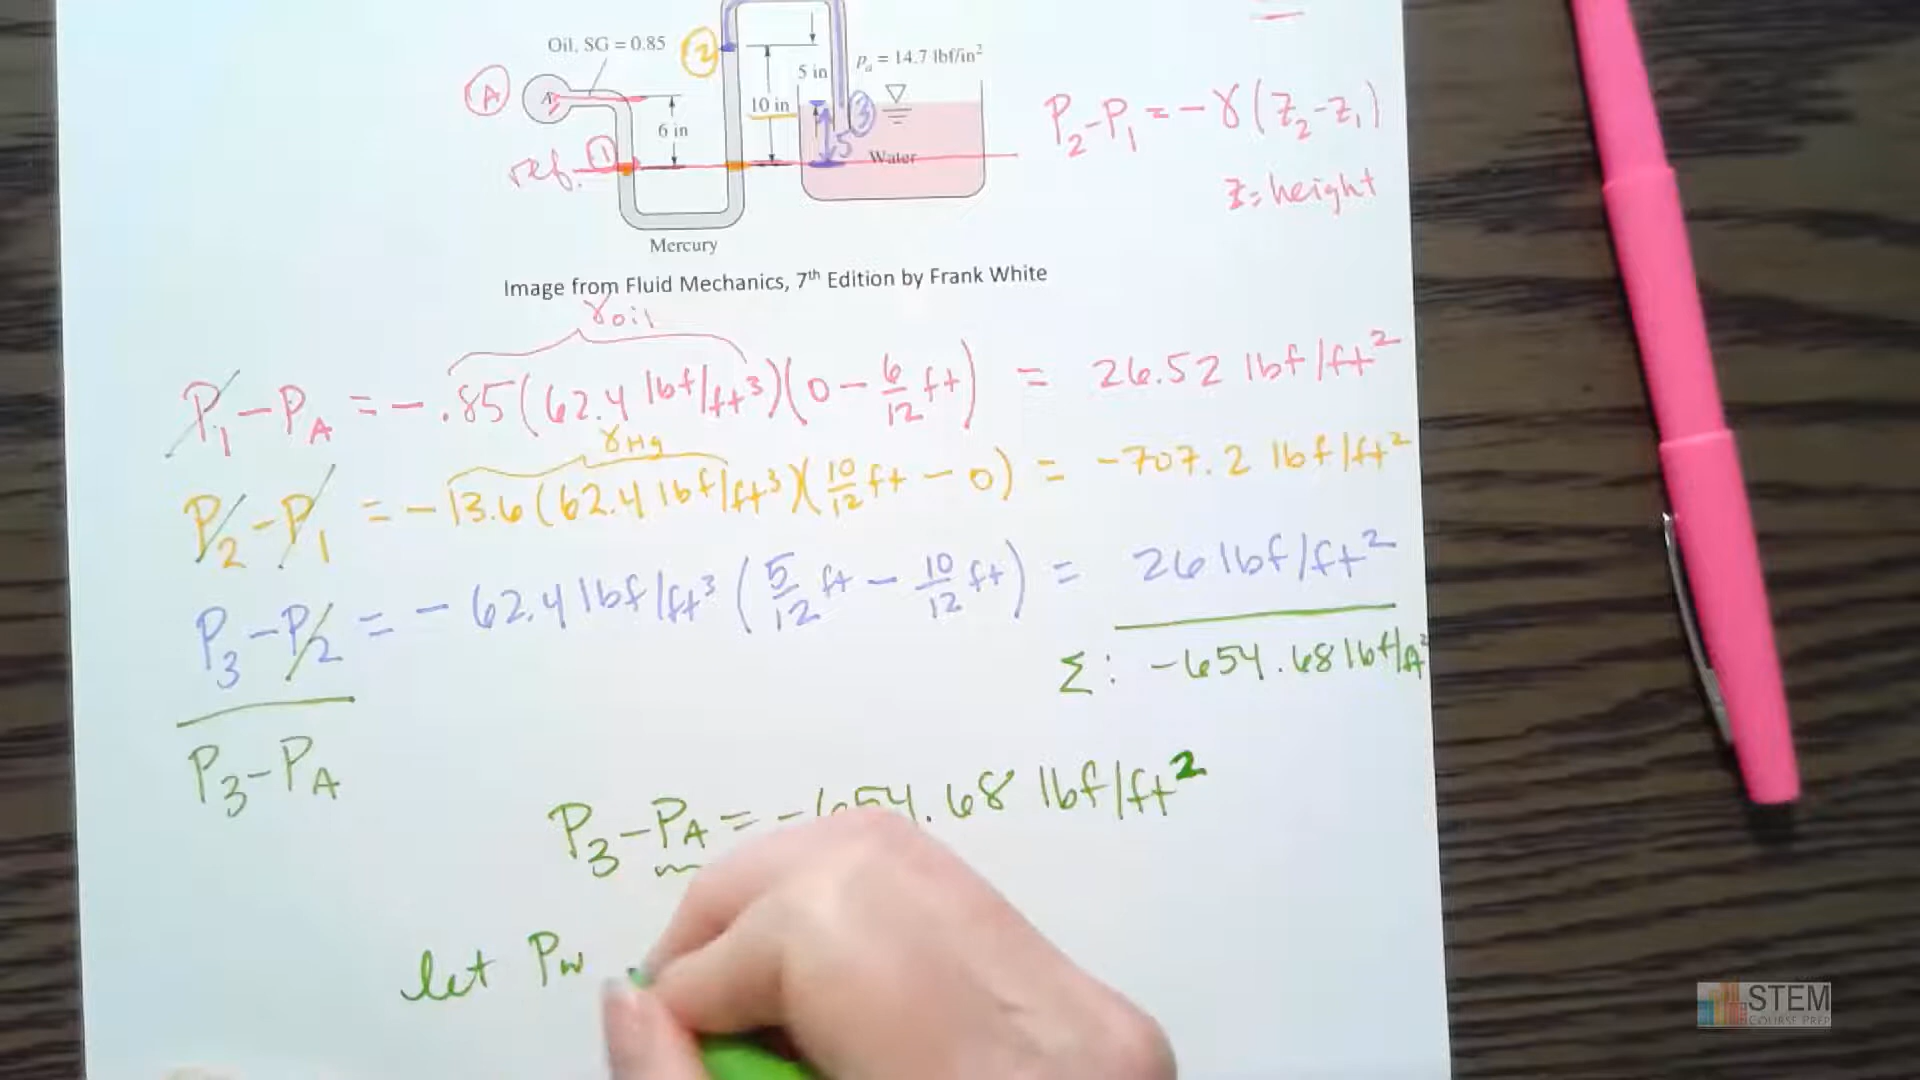 Oil, SG = 0.85
A
A
2
pa = 14.7 lbf/in²
5 in
10 in
6 in
3
5
ref.
1
Water
Mercury
P₂-P₁ = -γ(z₂-z₁)
z = height
Image from Fluid Mechanics, 7th Edition by Frank White
γoil
P₁ - PA = -.85(62.4 lbf/ft³)(0 - 6/12 ft) = 26.52 lbf/ft²
γHg
P₂ - P₁ = -13.6(62.4 lbf/ft³)(10/12 ft - 0) = -707.2 lbf/ft²
P₃ - P₂ = -62.4 lbf/ft³ (5/12 ft - 10/12 ft) = 26 lbf/ft²
Σ: -654.68 lbf/ft²
P₃ - PA
P₃ - PA = -654.68 lbf/ft²
let Pw
STEM
COURSE PREP